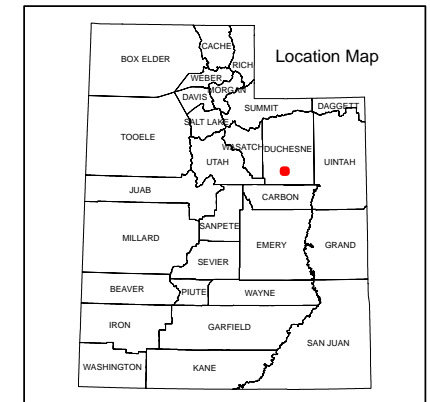 Location Map
BOX ELDER
CACHE
RICH
WEBER
MORGAN
DAVIS
SUMMIT
DAGGETT
SALT LAKE
TOOELE
WASATCH
DUCHESNE
UTAH
UINTAH
JUAB
CARBON
SANPETE
MILLARD
EMERY
GRAND
SEVIER
BEAVER
PIUTE
WAYNE
IRON
GARFIELD
SAN JUAN
WASHINGTON
KANE